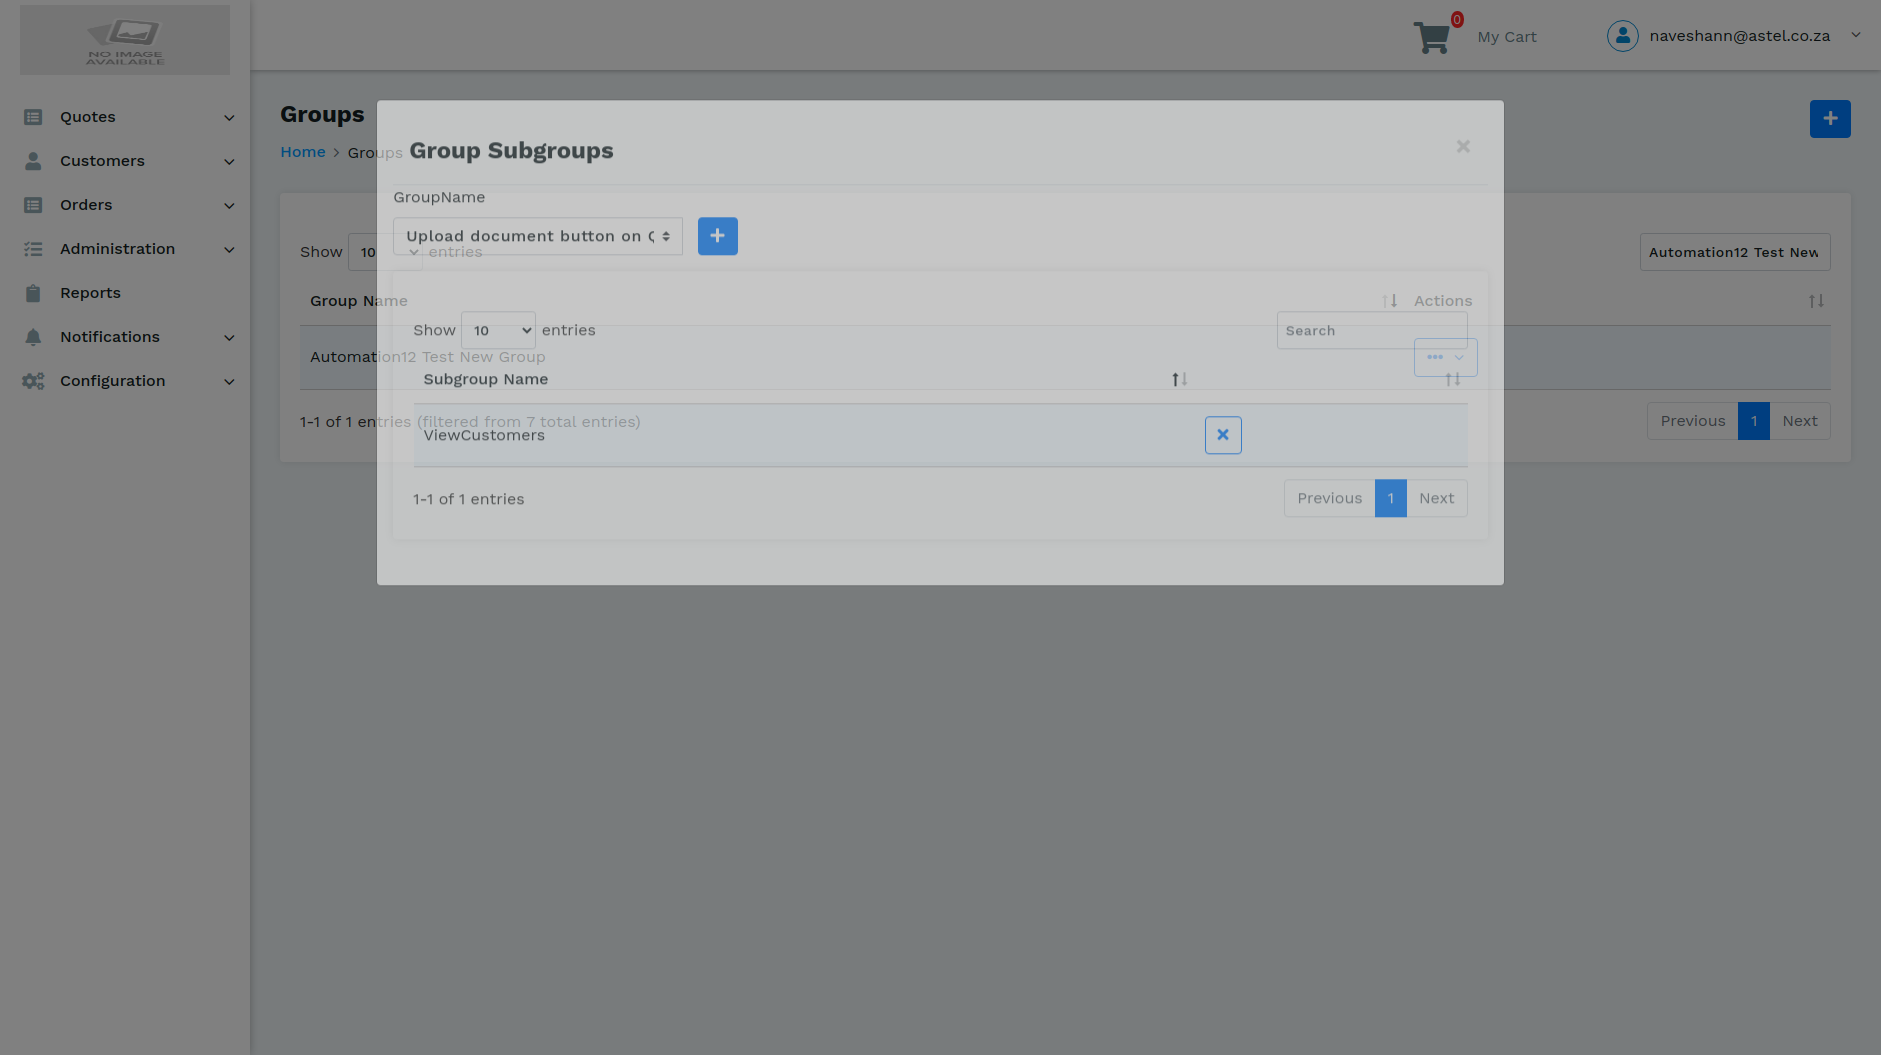 NO IMAGE
AVAILABLE
0
My Cart
naveshann@astel.co.za
Quotes
Customers
Orders
Administration
Reports
Notifications
Configuration
Groups
Home > Groups
Group Subgroups
×
GroupName
Upload document button on
Show 10 entries
Automation12 Test New
Group Name
Actions
Show 10 entries
Search
Automation12 Test New Group
Subgroup Name
1-1 of 1 entries (filtered from 7 total entries)
Previous 1 Next
ViewCustomers
1-1 of 1 entries
Previous 1 Next